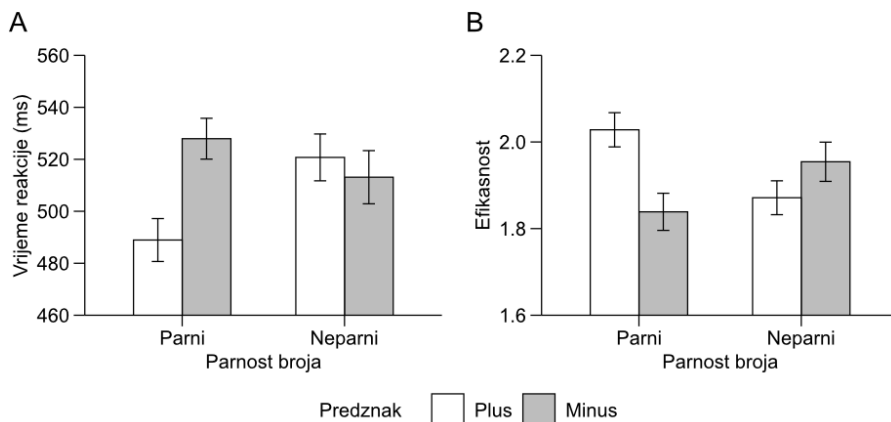 A
Vrijeme reakcije (ms)
560
540
520
500
480
460
Parni
Neparni
Parnost broja
B
Efikasnost
2.2
2.0
1.8
1.6
Parni
Neparni
Parnost broja
Predznak
Plus
Minus